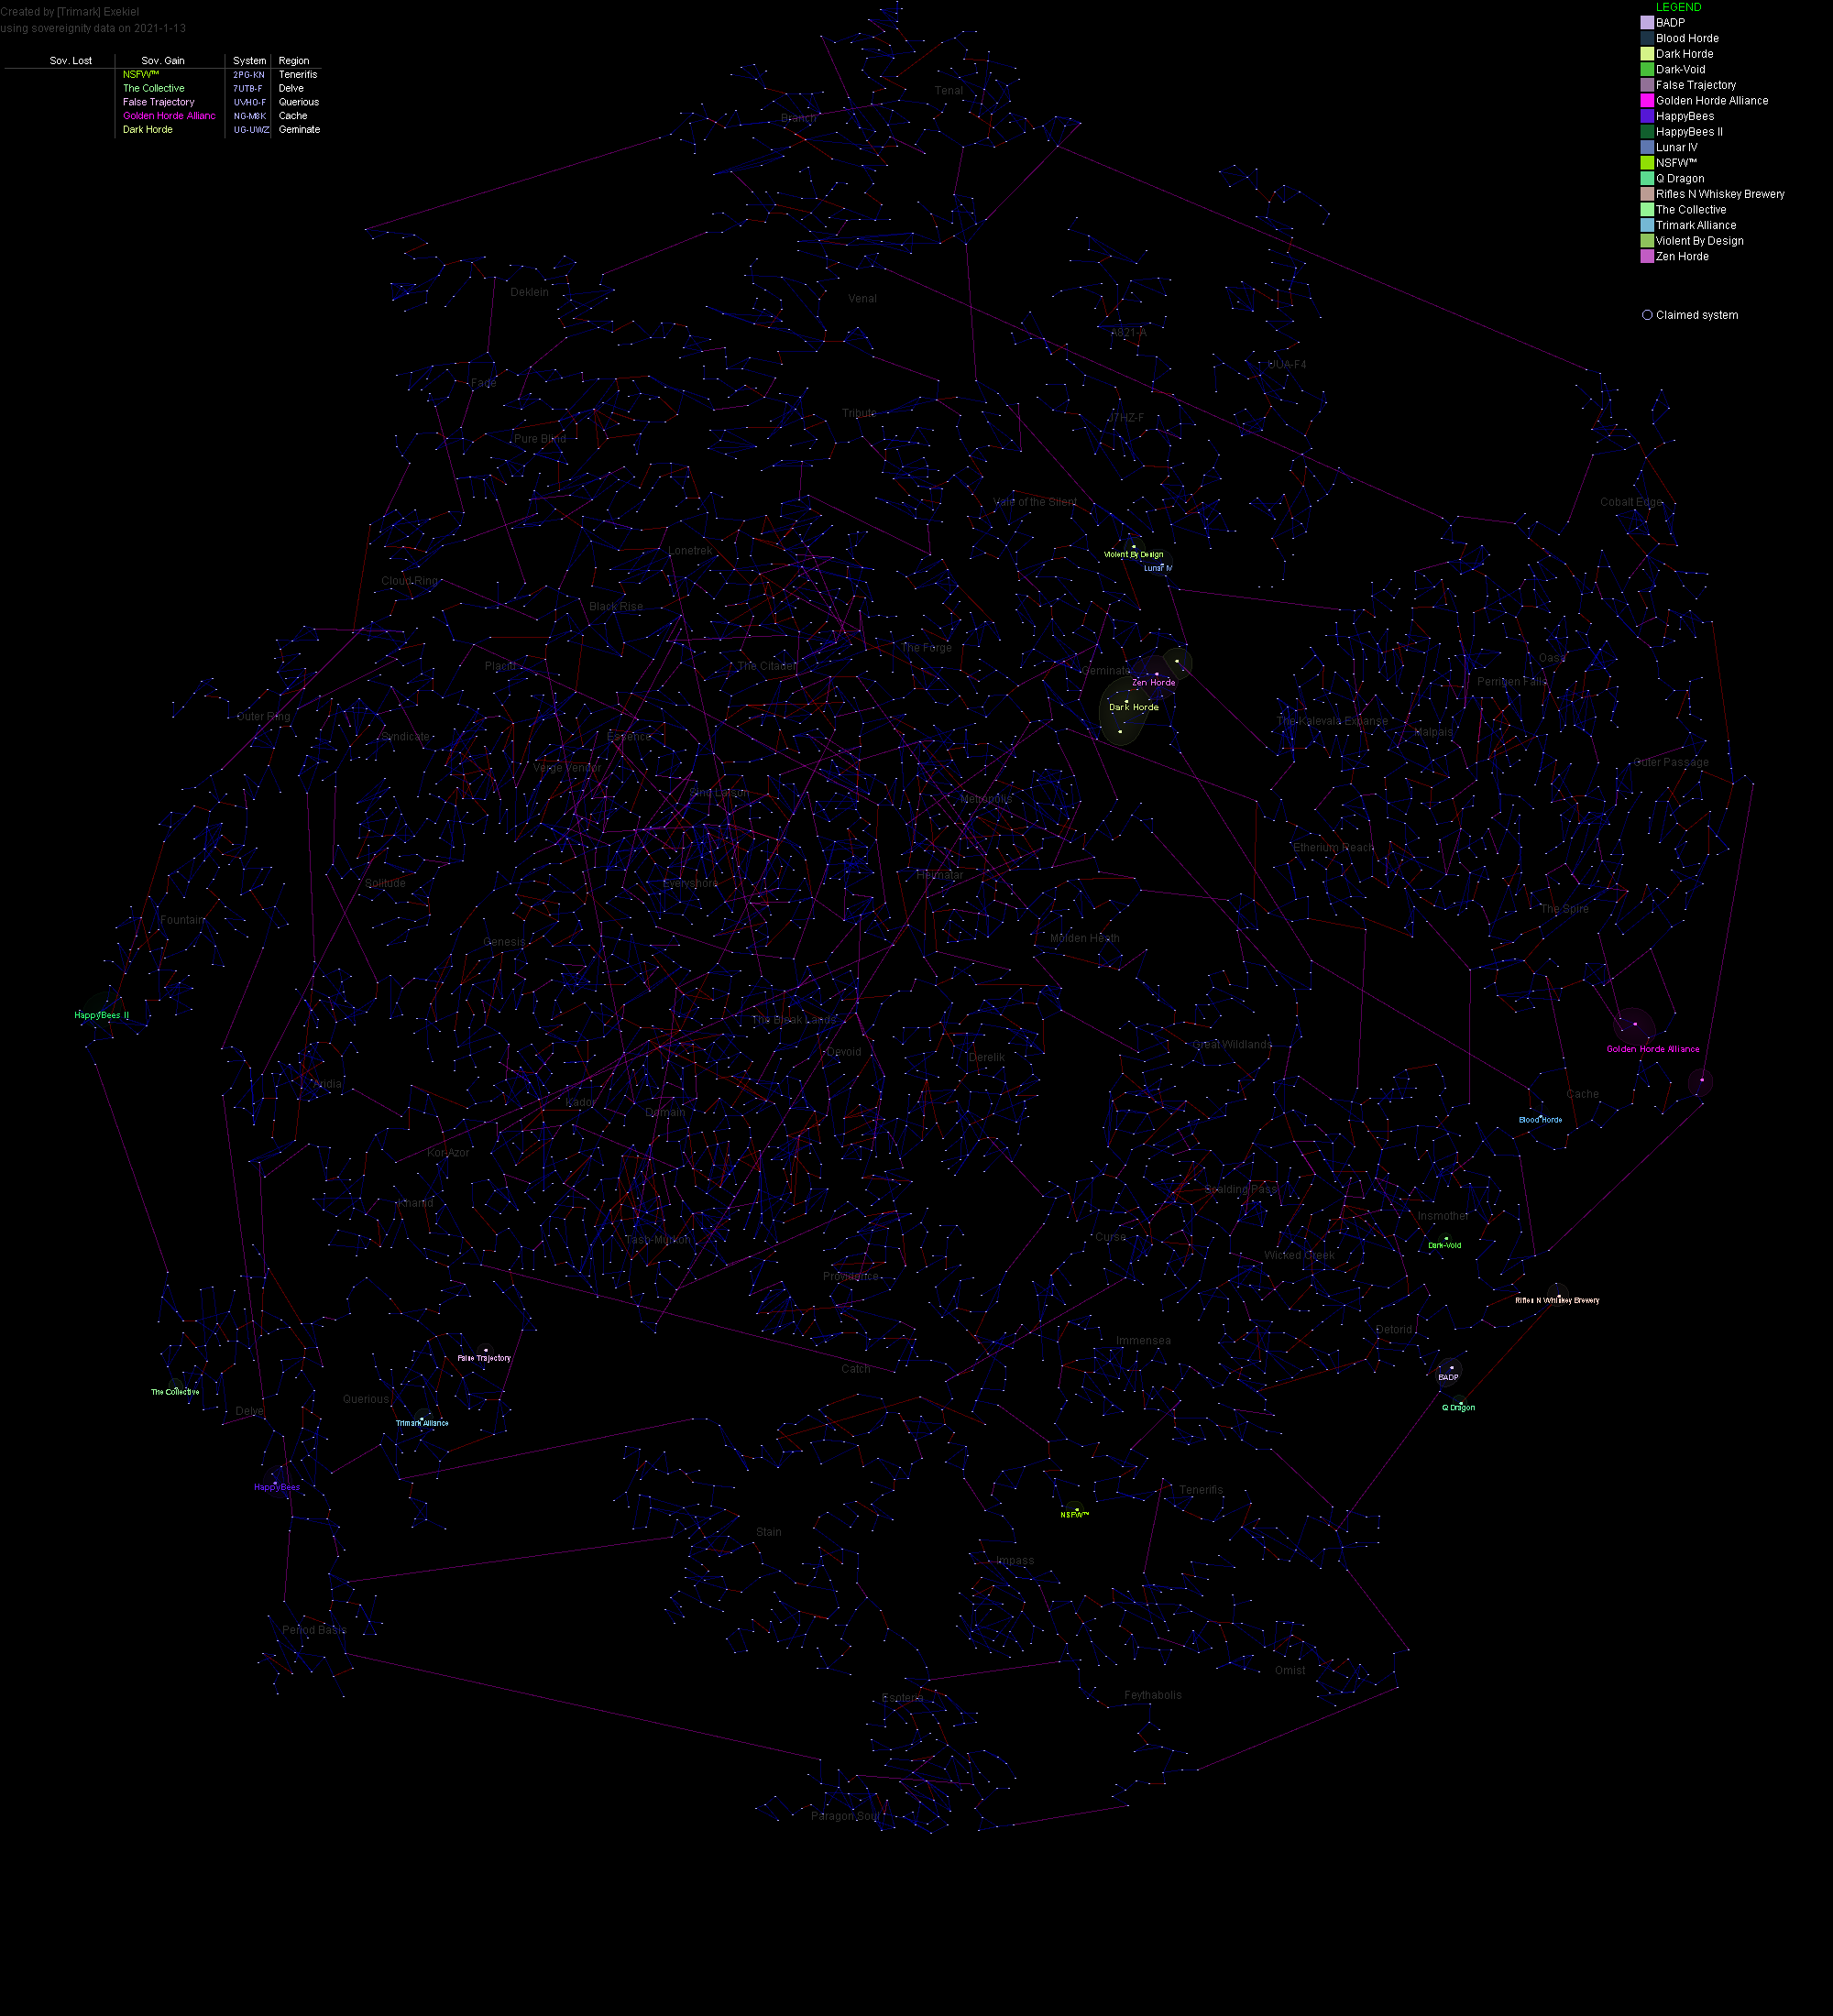 Created by [Trimark] Exekiel
using sovereignity data on 2021-1-13
Sov. Lost Sov. Gain System Region
NSFW™ 2PG-KN Tenerifis
The Collective 7UTB-F Delve
False Trajectory UVHO-F Querious
Golden Horde Allianc NG-M8K Cache
Dark Horde UG-UWZ Geminate
LEGEND
BADP
Blood Horde
Dark Horde
Dark-Void
False Trajectory
Golden Horde Alliance
HappyBees
HappyBees II
Lunar IV
NSFW™
Q Dragon
Rifles N Whiskey Brewery
The Collective
Trimark Alliance
Violent By Design
Zen Horde
Claimed system
Tenal
Branch
Deklein
Venal
A821-A
UUA-F4
Fade
Tribute
J7HZ-F
Pure Blind
Vale of the Silent
Cobalt Edge
Lonetrek
Violent By Design
Lunar IV
Cloud Ring
Black Rise
The Forge
Placid
The Citadel
Geminate
Zen Horde
Oasa
Perrigen Falls
Dark Horde
Outer Ring
Syndicate
Essence
The Kalevala Expanse
Malpais
Verge Vendor
Outer Passage
Sinq Laison
Metropolis
Etherium Reach
Solitude
Everyshore
Heimatar
The Spire
Fountain
Genesis
Molden Heath
HappyBees II
The Bleak Lands
Devoid
Derelik
Great Wildlands
Golden Horde Alliance
Aridia
Kador
Domain
Cache
Blood Horde
Kor-Azor
Khanid
Scalding Pass
Insmother
Tash-Murkon
Curse
Dark-Void
Wicked Creek
Providence
Rifles N Whiskey Brewery
Detorid
Immensea
False Trajectory
Catch
BADP
The Collective
Querious
Q Dragon
Delve
Trimark Alliance
HappyBees
Tenerifis
NSFW™
Stain
Impass
Period Basis
Omist
Esoteria
Feythabolis
Paragon Soul